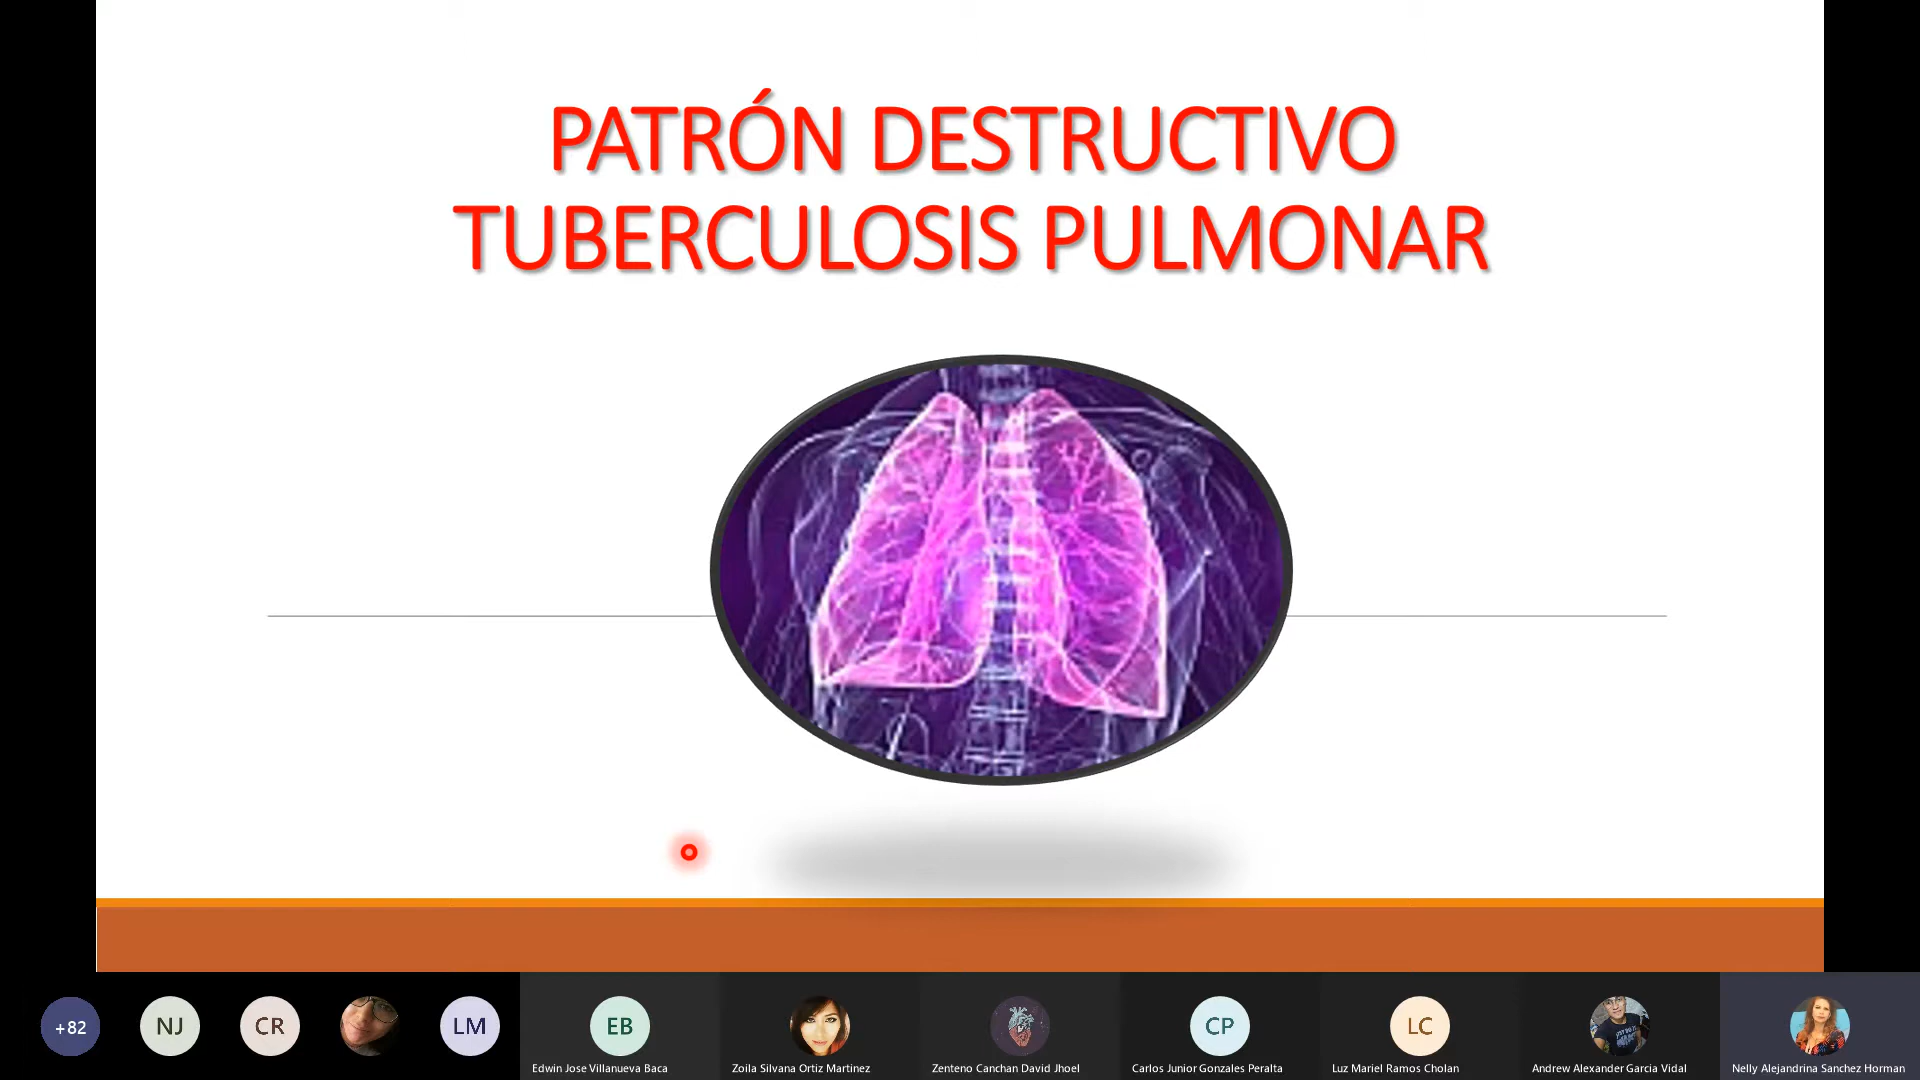 PATRÓN DESTRUCTIVO
TUBERCULOSIS PULMONAR
+82
NJ
CR
LM
EB
CP
LC
Edwin Jose Villanueva Baca
Zoila Silvana Ortiz Martinez
Zenteno Canchan David Jhoel
Carlos Junior Gonzales Peralta
Luz Mariel Ramos Cholan
Andrew Alexander Garcia Vidal
Nelly Alejandrina Sanchez Horman